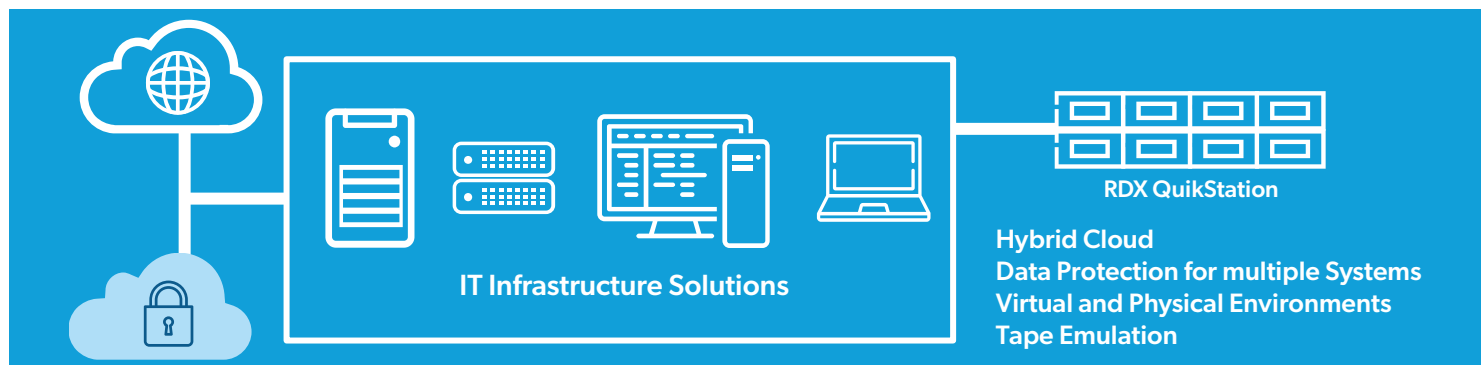 IT Infrastructure Solutions
RDX QuikStation
Hybrid Cloud
Data Protection for multiple Systems
Virtual and Physical Environments
Tape Emulation